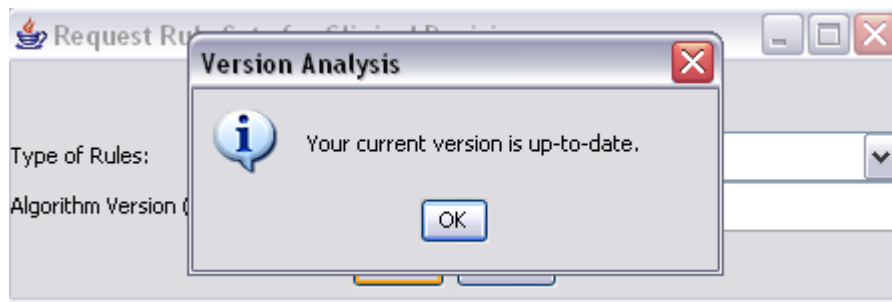 Request Ru
Version Analysis
Your current version is up-to-date.
Type of Rules:
Algorithm Version (
OK